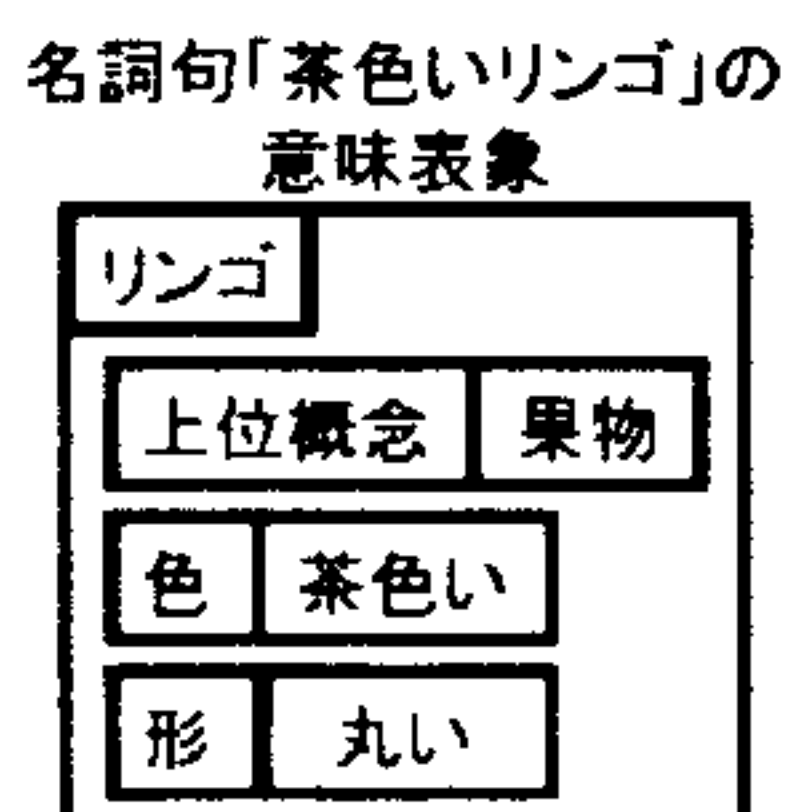 名詞句「茶色いリンゴ」の
意味表象
リンゴ
上位概念 果物
色 茶色い
形 丸い